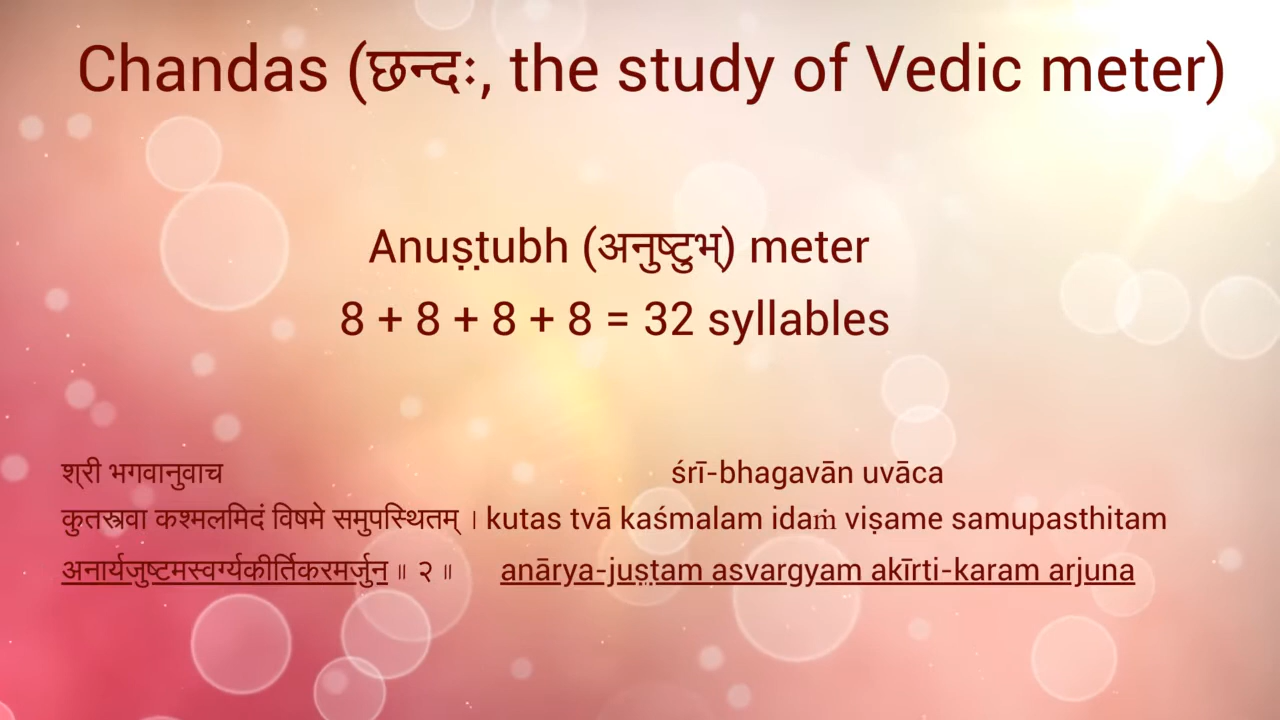 Chandas (छन्दः, the study of Vedic meter)
Anuṣṭubh (अनुष्टुभ्) meter
8 + 8 + 8 + 8 = 32 syllables
श्री भगवानुवाच śrī-bhagavān uvāca
कुतस्त्रवा कश्मलमिदं विषमे समुपस्थितम् । kutas tvā kaśmalam idaṁ viṣame samupasthitam
अनार्यजुष्टमस्वर्ग्यकीर्तिकरमर्जुन ॥ २ ॥ anārya-juṣṭam asvargyam akīrti-karam arjuna